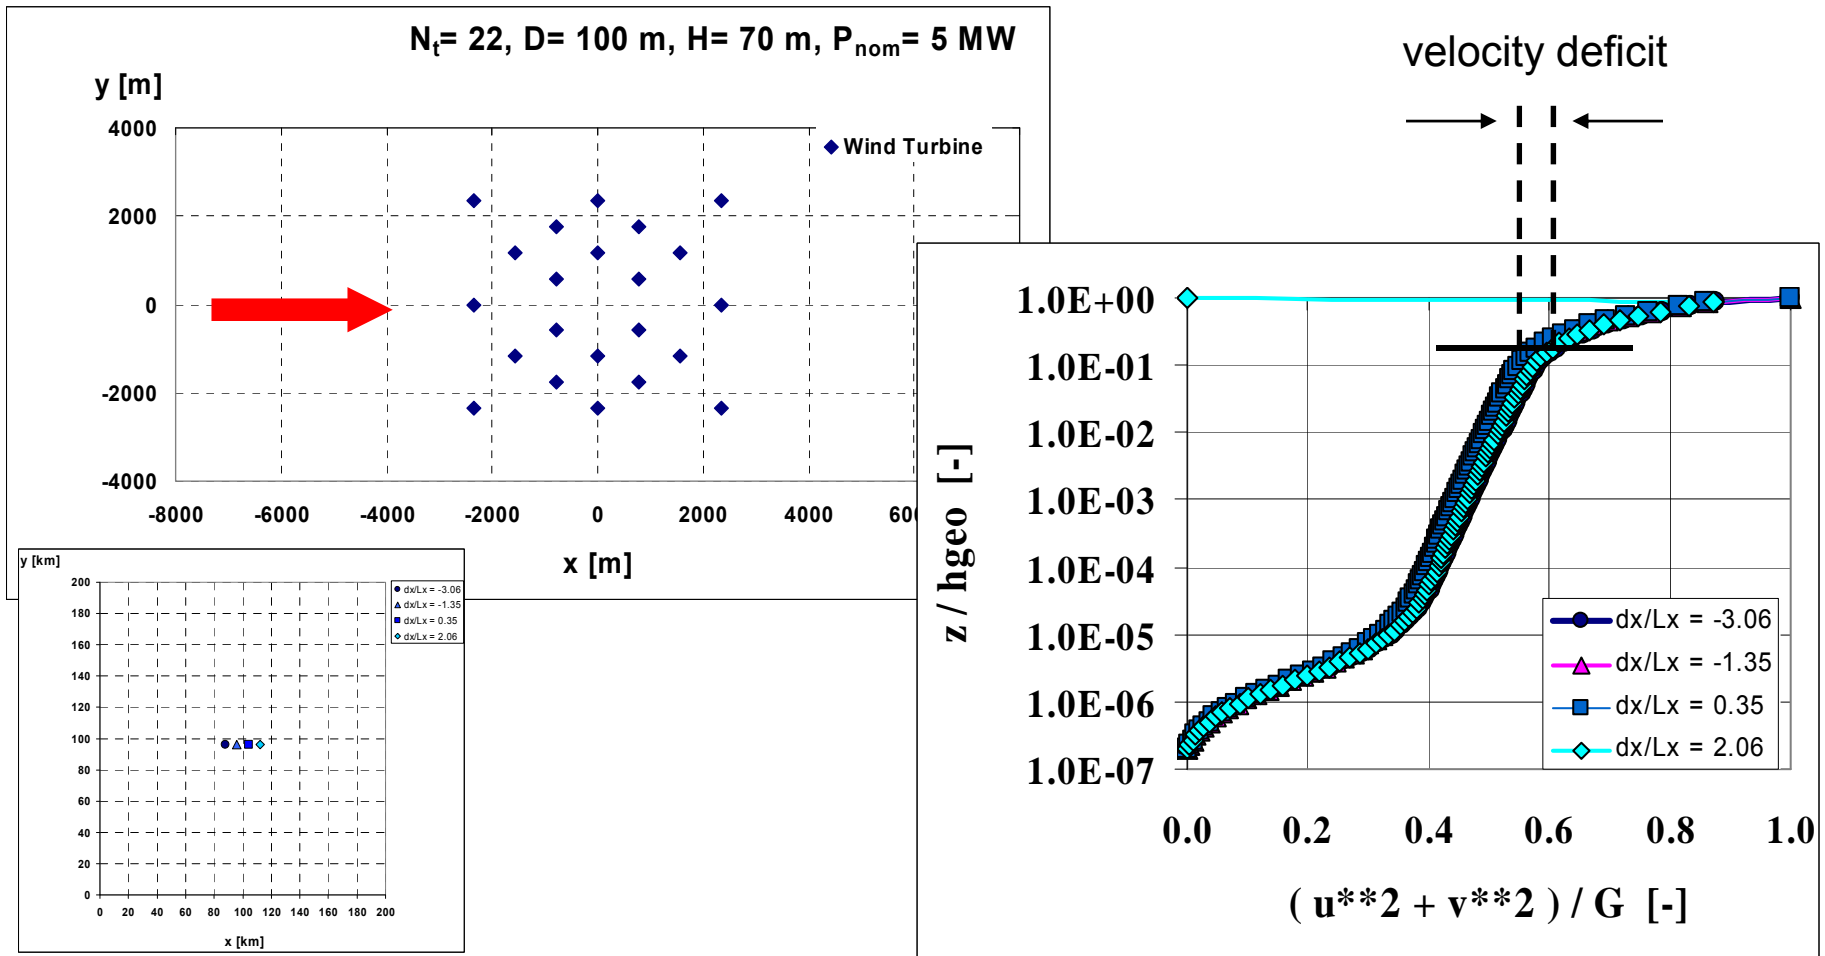 N_t= 22, D= 100 m, H= 70 m, P_nom= 5 MW
y [m]
4000
2000
0
-2000
-4000
Wind Turbine
-8000 -6000 -4000 -2000 0 2000 4000 600
x [m]
y [km]
200
180
160
140
120
100
80
60
40
20
0
0 20 40 60 80 100 120 140 160 180 200
x [km]
dx/Lx = -3.06
dx/Lx = -1.35
dx/Lx = 0.35
dx/Lx = 2.06
velocity deficit
z / hgeo [-]
1.0E+00
1.0E-01
1.0E-02
1.0E-03
1.0E-04
1.0E-05
1.0E-06
1.0E-07
dx/Lx = -3.06
dx/Lx = -1.35
dx/Lx = 0.35
dx/Lx = 2.06
0.0 0.2 0.4 0.6 0.8 1.0
( u**2 + v**2 ) / G [-]